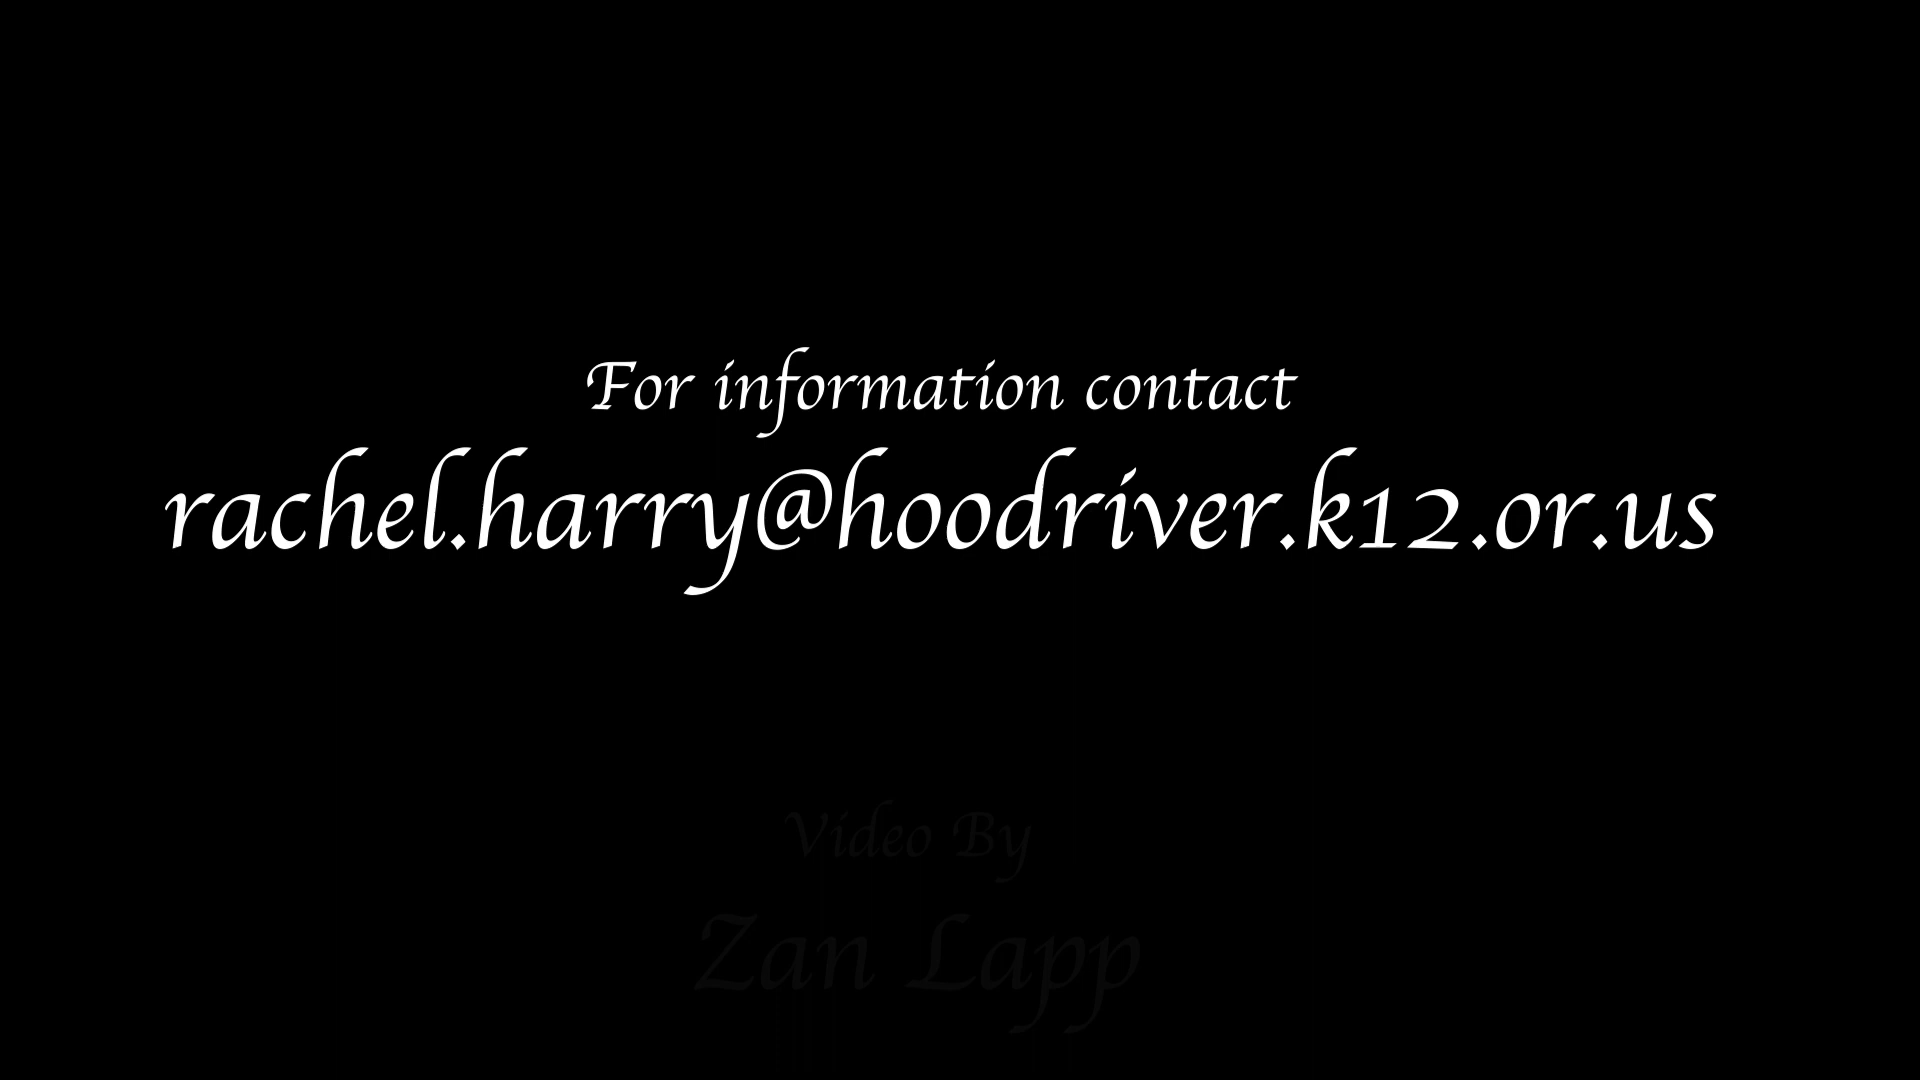 For information contact
rachel.harry@hoodriver.k12.or.us
Video By
Zan Lapp